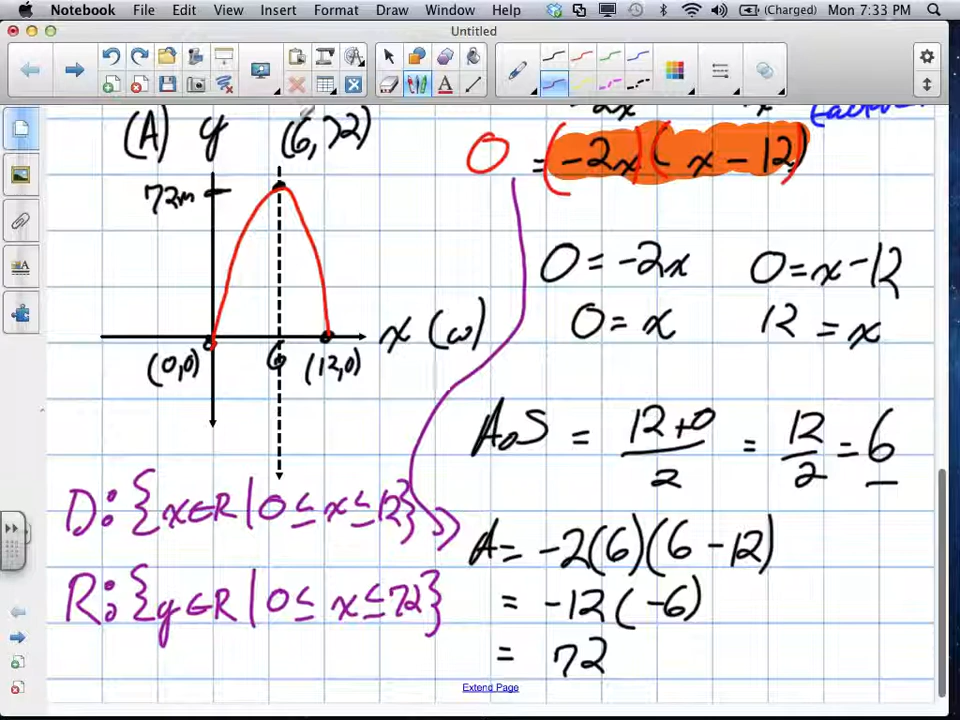 Notebook File Edit View Insert Format Draw Window Help (Charged) Mon 7:33 PM
Untitled
(A) y (6,72)
72m
x (w)
(0,0) 6 (12,0)
D: {x∈R | 0 ≤ x ≤ 12}
R: {y∈R | 0 ≤ x ≤ 72}
0 = (-2x)(x - 12)
0 = -2x 0 = x - 12
0 = x 12 = x
AoS = 12+0/2 = 12/2 = 6
A = -2(6)(6 - 12)
= -12(-6)
= 72
Extend Page